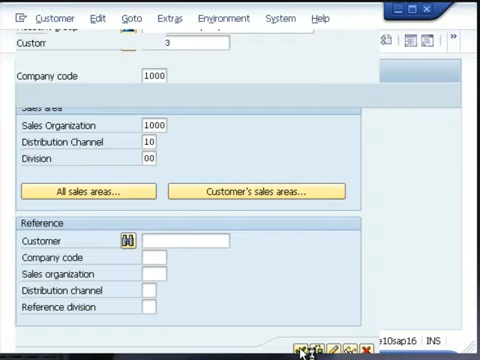 Customer Edit Goto Extras Environment System Help
Custom 3
Company code 1000
Sales area
Sales Organization 1000
Distribution Channel 10
Division 00
All sales areas... Customer's sales areas...
Reference
Customer
Company code
Sales organization
Distribution channel
Reference division
e10sap16 INS